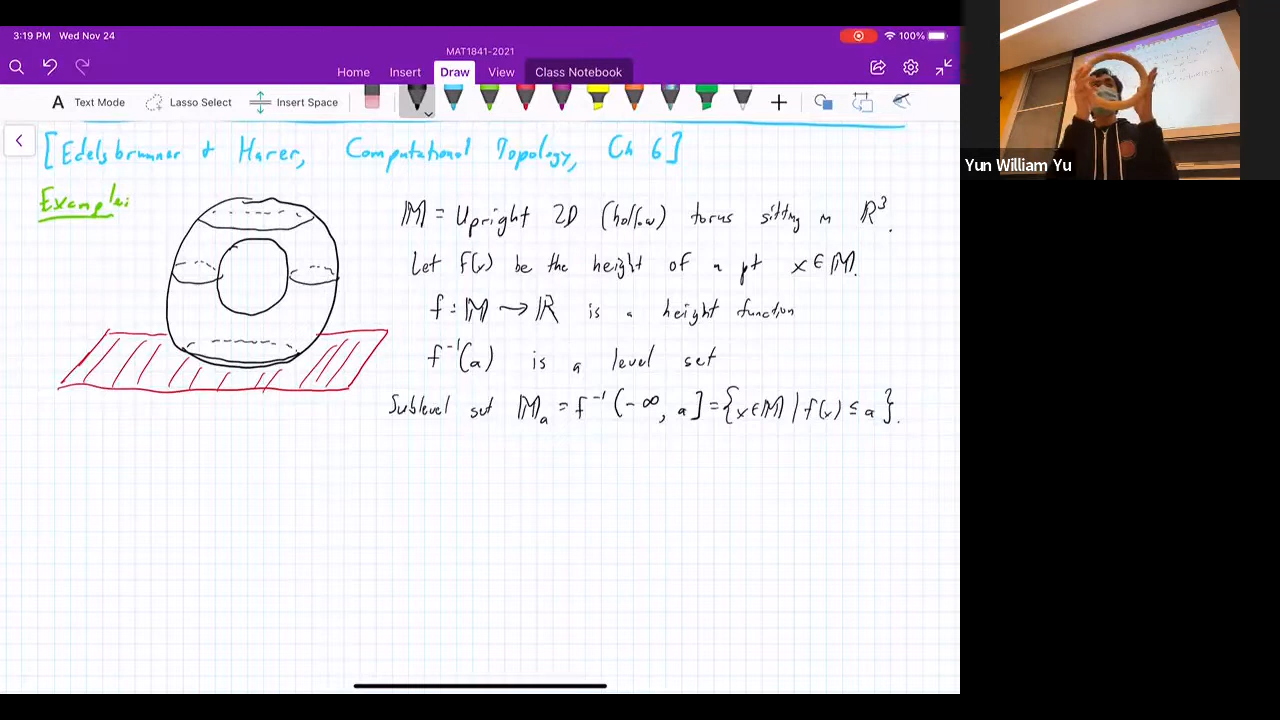 3:19 PM Wed Nov 24
100%
MAT1841-2021
Home Insert Draw View Class Notebook
A Text Mode Lasso Select Insert Space
[Edelsbrunner & Harer, Computational Topology, Ch 6]
Example:
𝕄 = Upright 2D (hollow) torus sitting in ℝ³.
Let f(x) be the height of a pt x ∈ 𝕄.
f: 𝕄 → ℝ is a height function
f⁻¹(a) is a level set
Sublevel set 𝕄ₐ = f⁻¹(-∞, a] = {x∈𝕄 | f(x) ≤ a}.
Yun William Yu